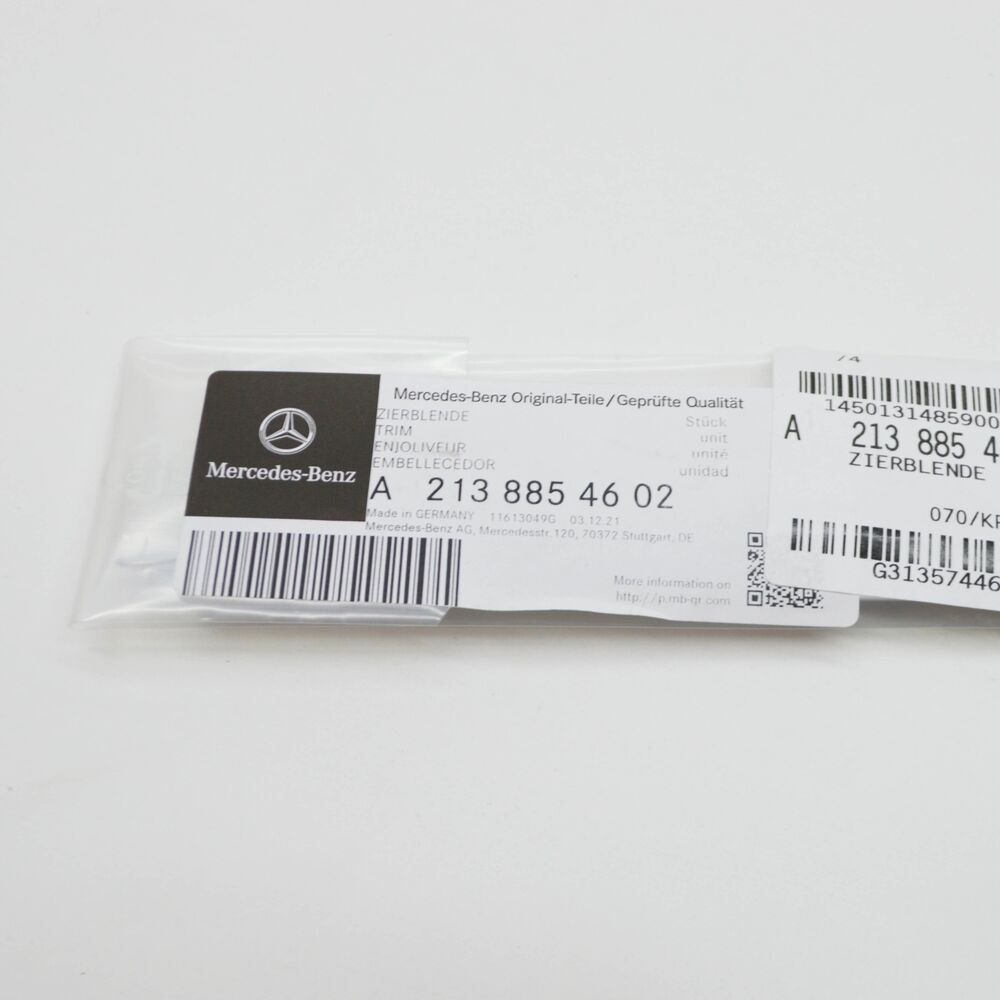 Mercedes-Benz
Mercedes-Benz Original-Teile/Geprüfte Qualität
ZIERBLENDE Stück
TRIM unit
ENJOLIVEUR unité
EMBELLECEDOR unidad
A 213 885 46 02
Made in GERMANY 11613049G 03.12.21
Mercedes-Benz AG, Mercedesstr.120, 70372 Stuttgart, DE
More information on
http://p.mb-qr.com
/4
1450131485900
A 213 885 4
ZIERBLENDE
070/KP
G31357446